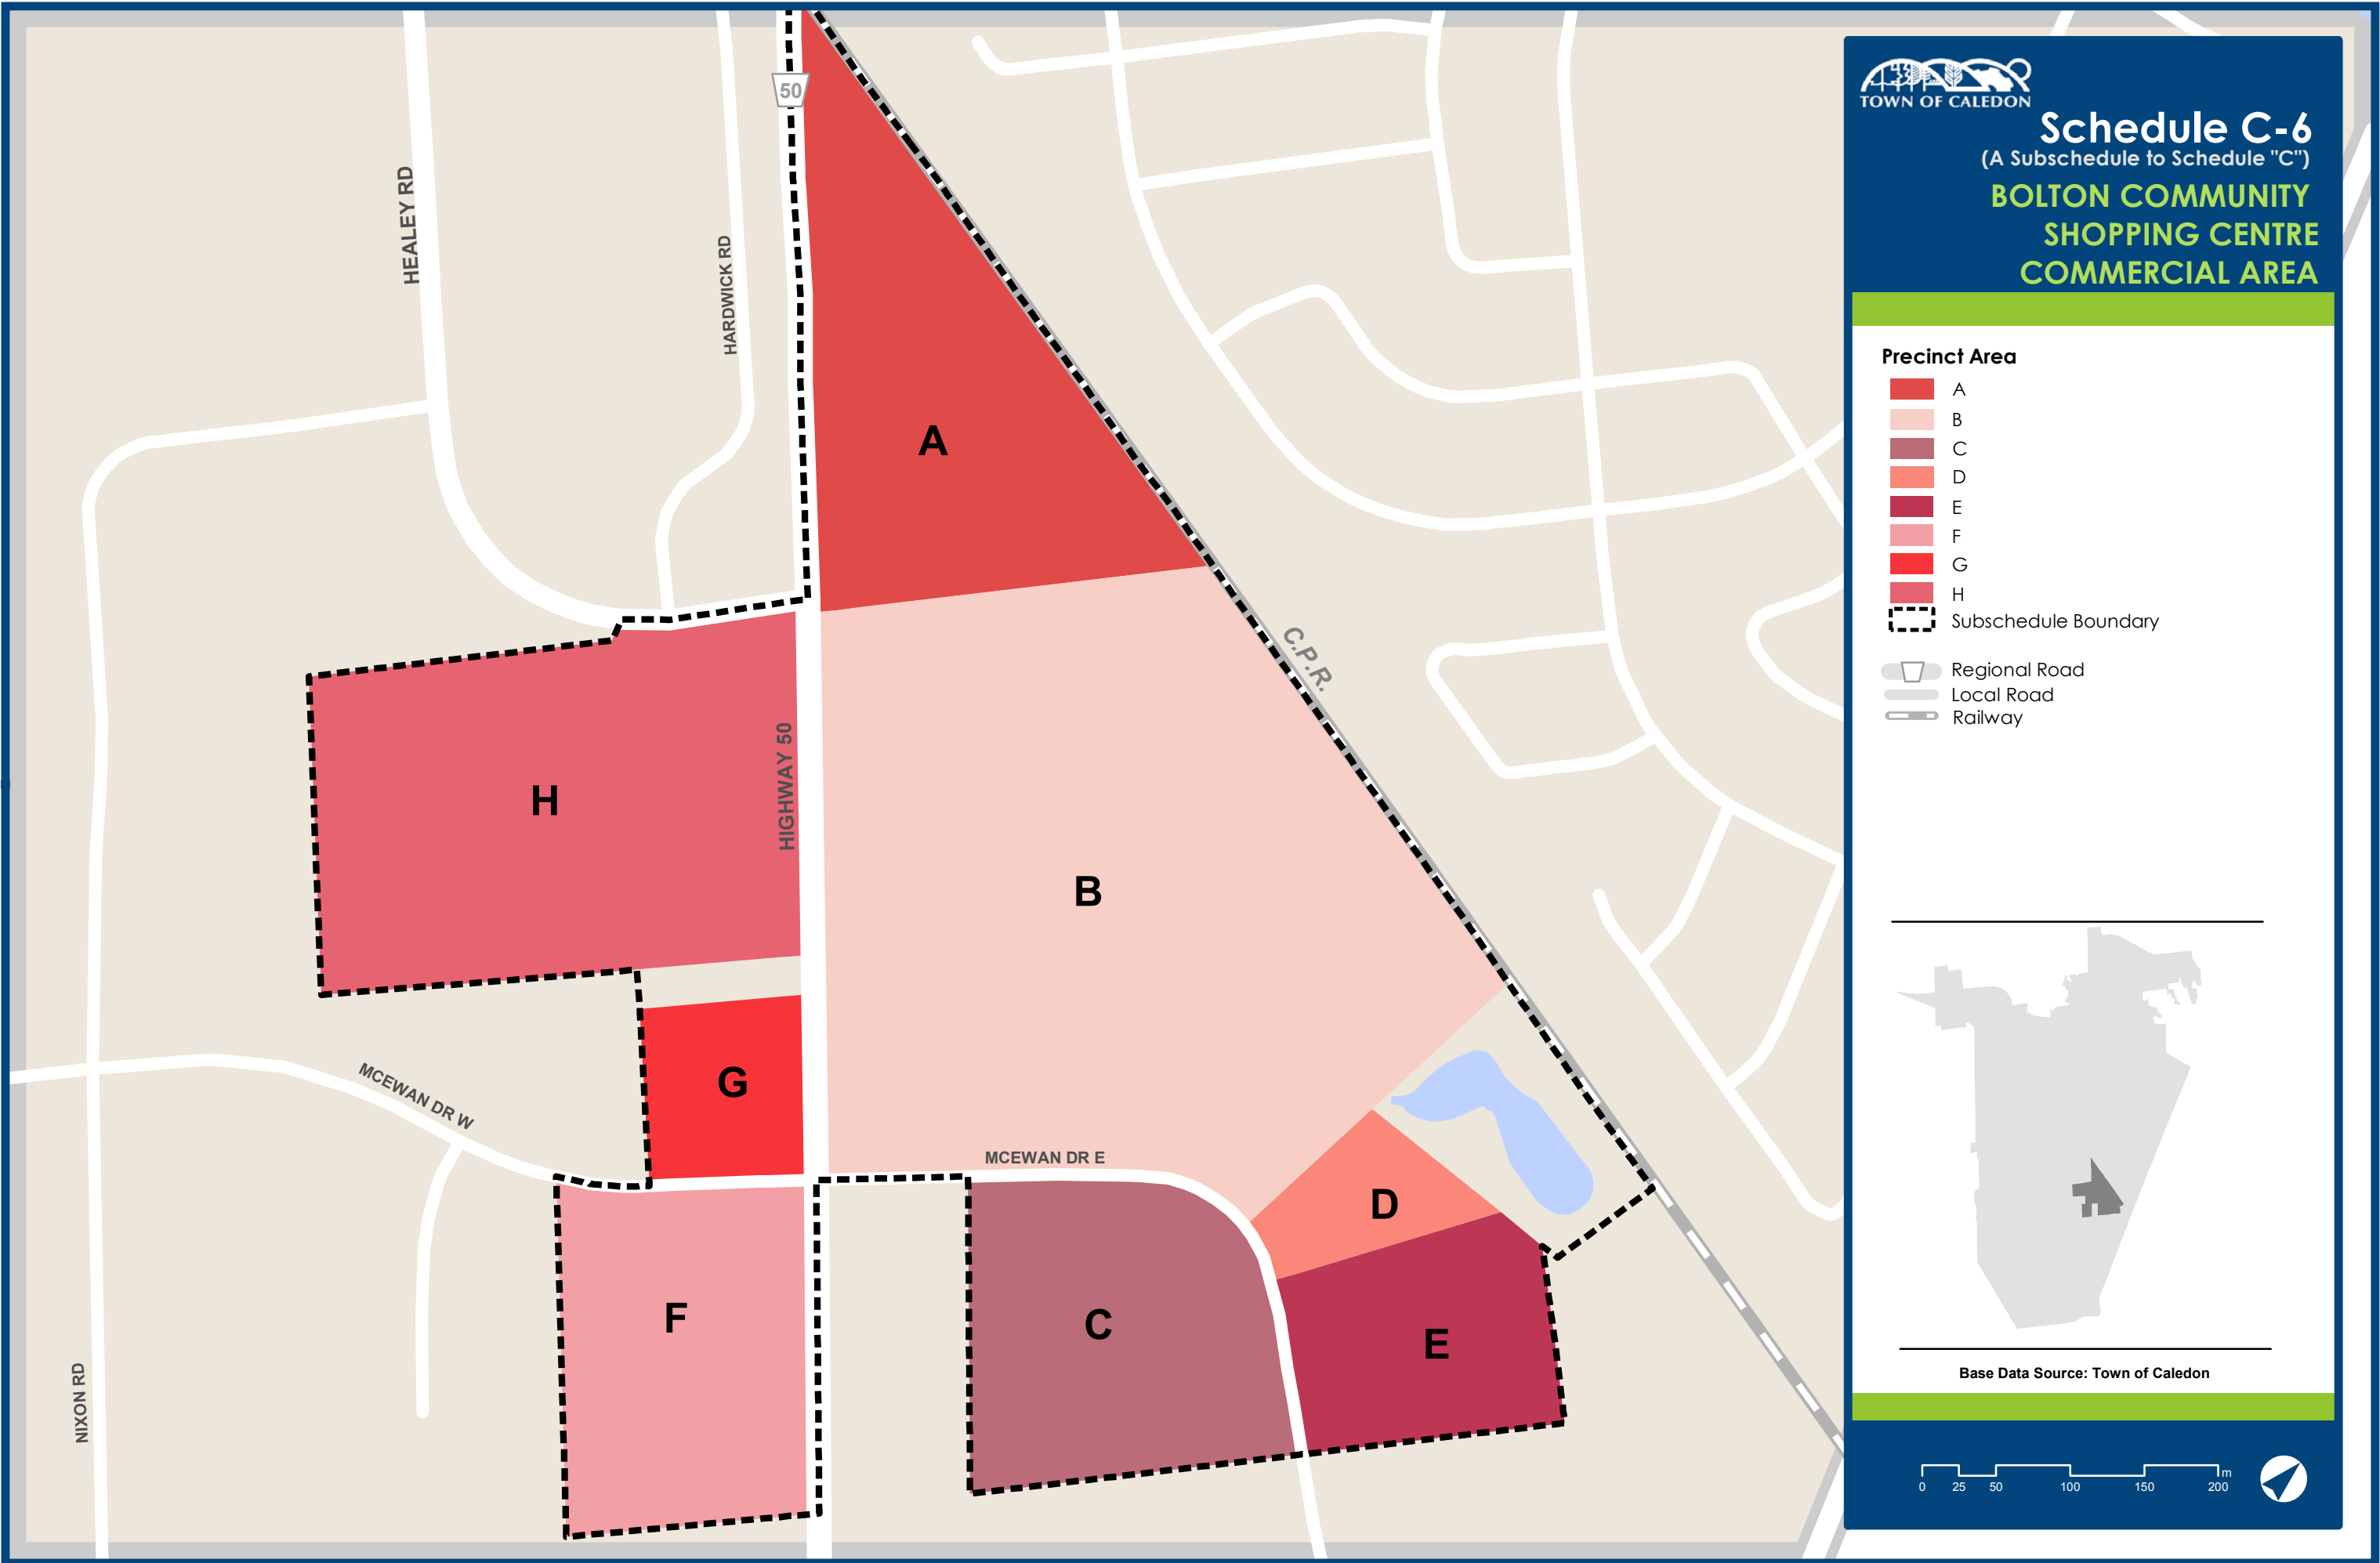 50
HEALEY RD
HARDWICK RD
A
C.P.R.
H
HIGHWAY 50
B
G
MCEWAN DR W
MCEWAN DR E
D
F
C
E
NIXON RD
TOWN OF CALEDON
Schedule C-6
(A Subschedule to Schedule "C")
BOLTON COMMUNITY
SHOPPING CENTRE
COMMERCIAL AREA
Precinct Area
A
B
C
D
E
F
G
H
Subschedule Boundary
Regional Road
Local Road
Railway
Base Data Source: Town of Caledon
m
0 25 50 100 150 200